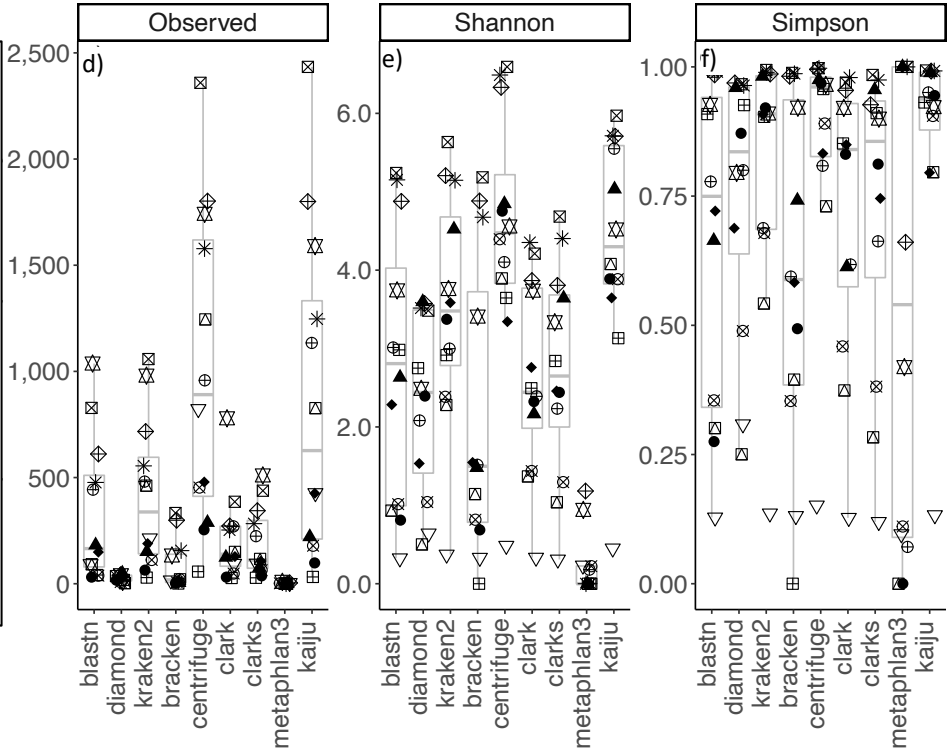 Observed
Shannon
Simpson
d)
e)
f)
2,500
2,000
1,500
1,000
500
0
6.0
4.0
2.0
0.0
1.00
0.75
0.50
0.25
0.00
blastn
diamond
kraken2
bracken
centrifuge
clark
clarks
metaphlan3
kaiju
blastn
diamond
kraken2
bracken
centrifuge
clark
clarks
metaphlan3
kaiju
blastn
diamond
kraken2
bracken
centrifuge
clark
clarks
metaphlan3
kaiju